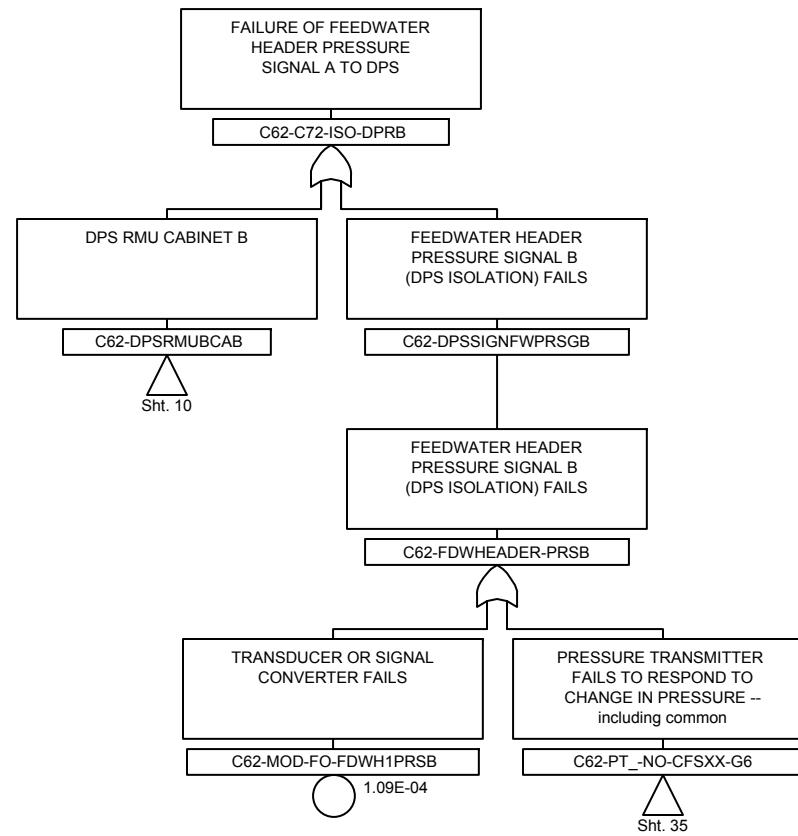 FAILURE OF FEEDWATER
HEADER PRESSURE
SIGNAL A TO DPS
C62-C72-ISO-DPRB
DPS RMU CABINET B
C62-DPSRMUBCAB
Sht. 10
FEEDWATER HEADER
PRESSURE SIGNAL B
(DPS ISOLATION) FAILS
C62-DPSSIGNFWPRSGB
FEEDWATER HEADER
PRESSURE SIGNAL B
(DPS ISOLATION) FAILS
C62-FDWHEADER-PRSB
TRANSDUCER OR SIGNAL
CONVERTER FAILS
C62-MOD-FO-FDWH1PRSB
1.09E-04
PRESSURE TRANSMITTER
FAILS TO RESPOND TO
CHANGE IN PRESSURE --
including common
C62-PT_-NO-CFSXX-G6
Sht. 35